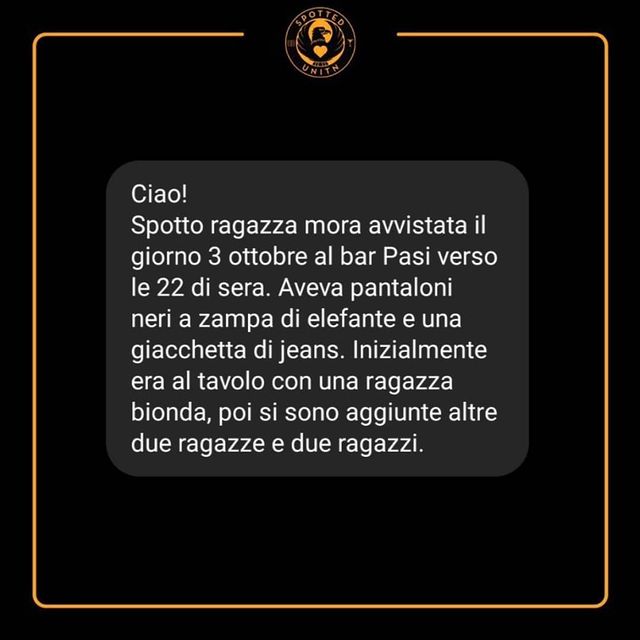 SPOTTED
UNITN
Ciao!
Spotto ragazza mora avvistata il
giorno 3 ottobre al bar Pasi verso
le 22 di sera. Aveva pantaloni
neri a zampa di elefante e una
giacchetta di jeans. Inizialmente
era al tavolo con una ragazza
bionda, poi si sono aggiunte altre
due ragazze e due ragazzi.